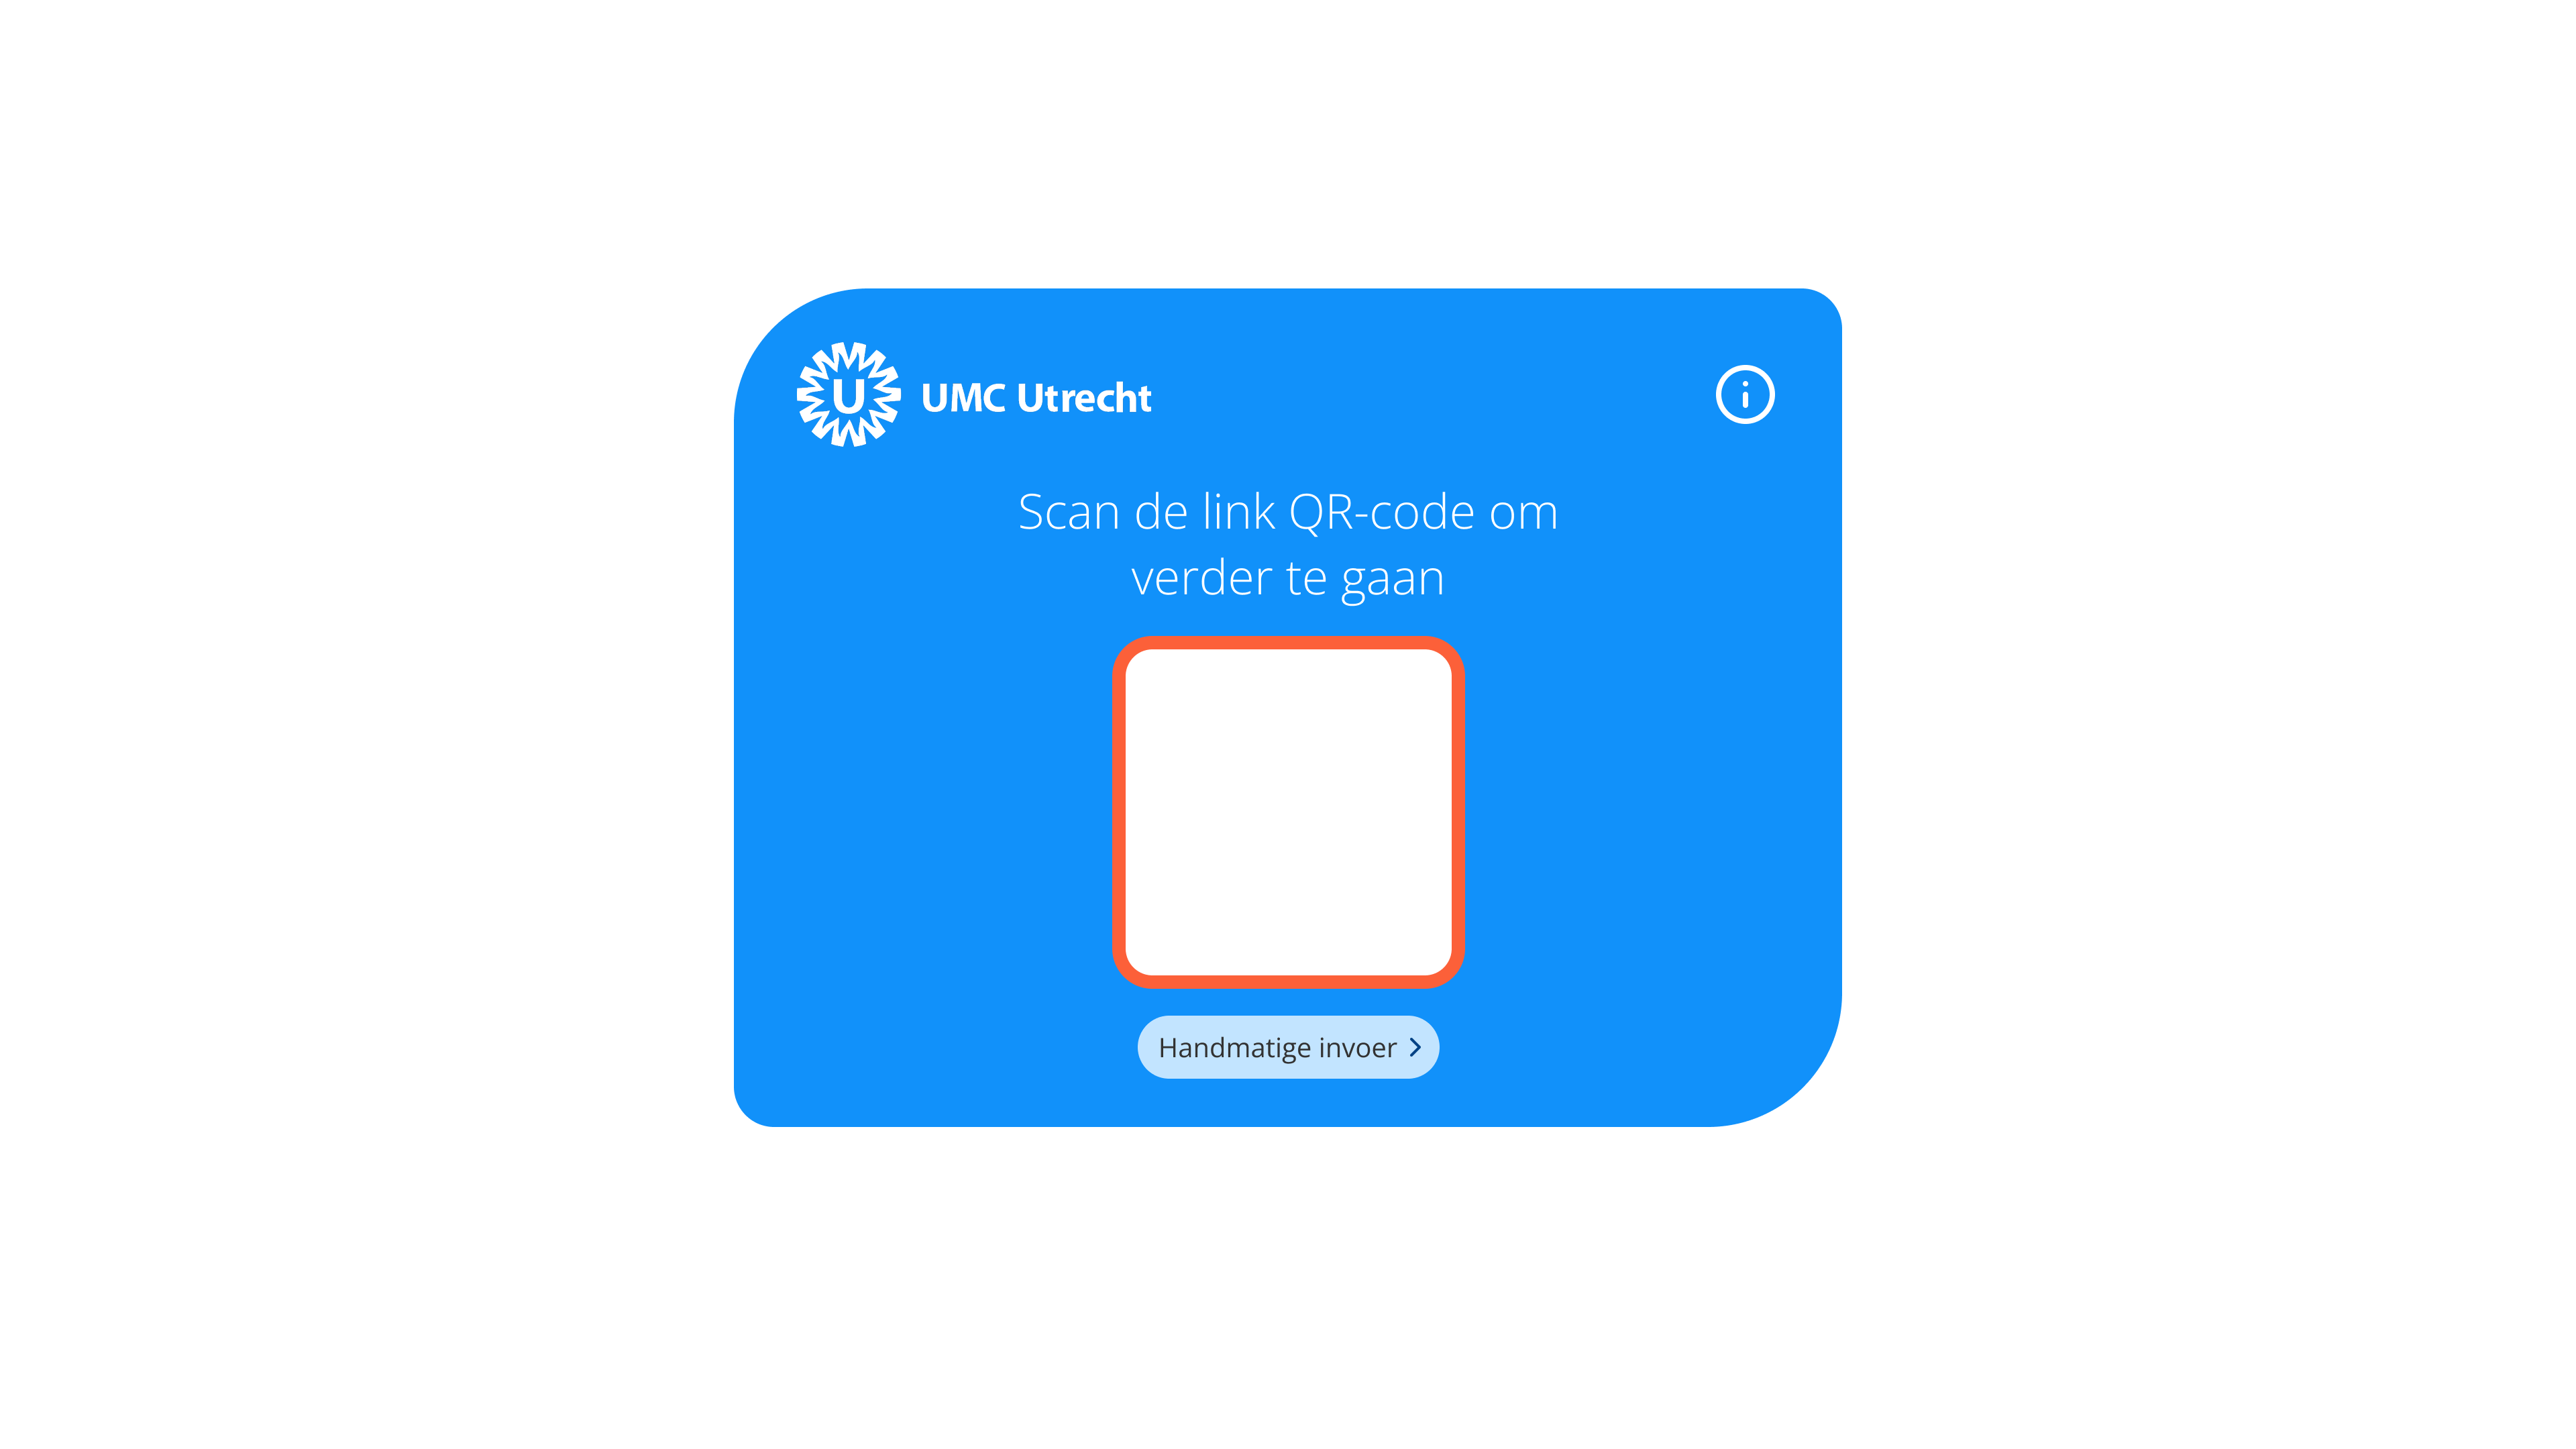 U UMC Utrecht
Scan de link QR-code om
verder te gaan
Handmatige invoer